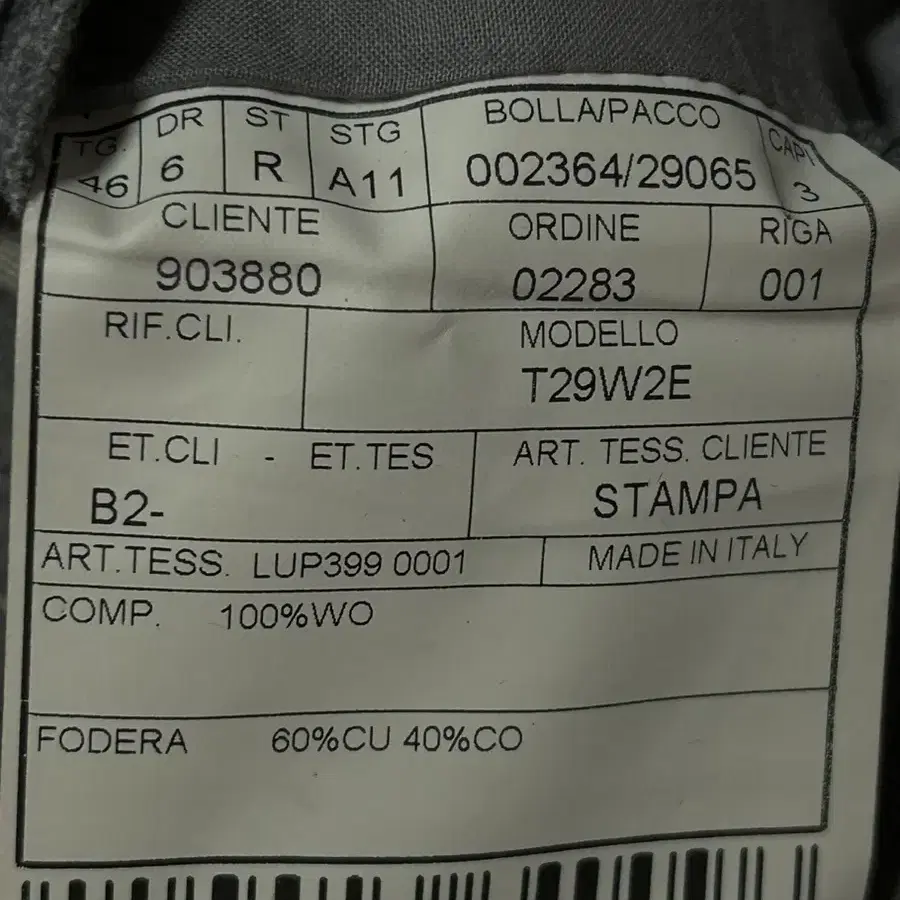 TG. DR ST STG BOLLA/PACCO CAPI
46 6 R A11 002364/29065 3
CLIENTE ORDINE RIGA
903880 02283 001
RIF.CLI. MODELLO
T29W2E
ET.CLI - ET.TES ART. TESS. CLIENTE
B2- STAMPA
ART.TESS. LUP399 0001 MADE IN ITALY
COMP. 100%WO
FODERA 60%CU 40%CO